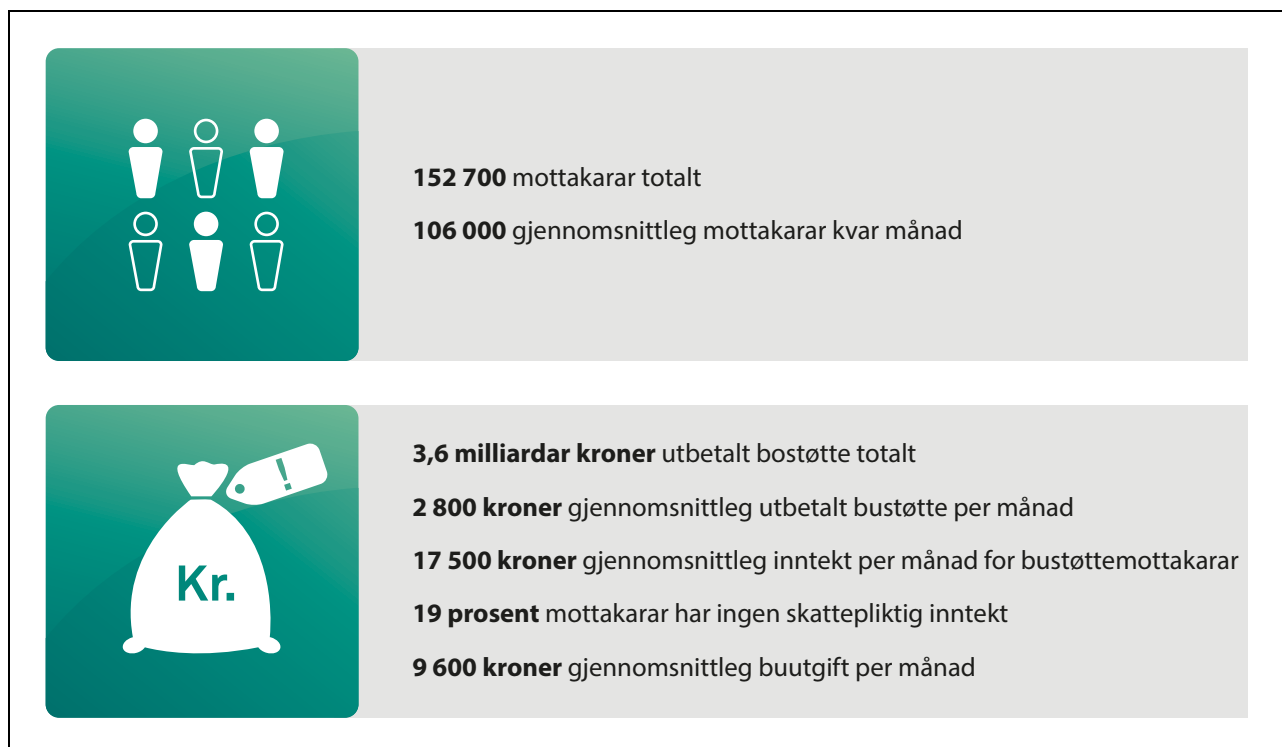 152 700 mottakarar totalt
106 000 gjennomsnittleg mottakarar kvar månad
!
Kr.
3,6 milliardar kroner utbetalt bostøtte totalt
2 800 kroner gjennomsnittleg utbetalt bustøtte per månad
17 500 kroner gjennomsnittleg inntekt per månad for bustøttemottakarar
19 prosent mottakarar har ingen skattepliktig inntekt
9 600 kroner gjennomsnittleg buutgift per månad